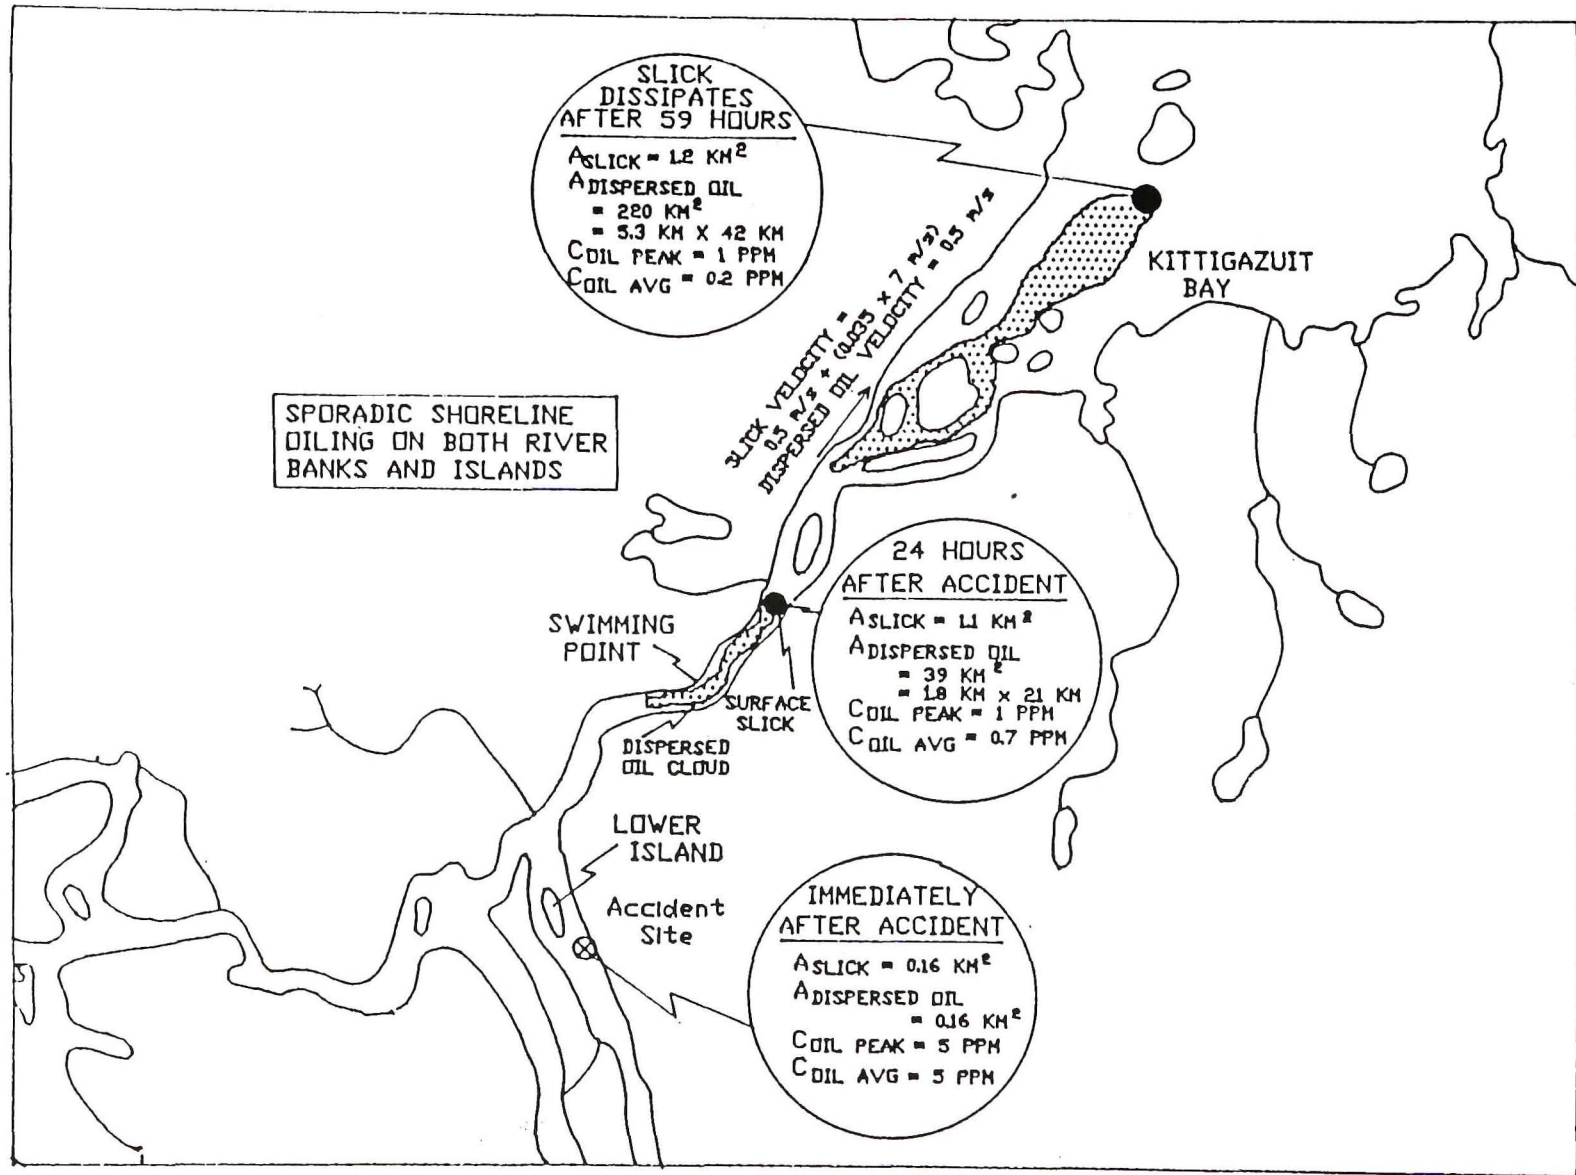 SLICK
DISSIPATES
AFTER 59 HOURS
ASLICK = 1.2 KM²
ADISPERSED OIL
= 220 KM²
= 5.3 KM X 42 KM
COIL PEAK = 1 PPM
COIL AVG = 0.2 PPM
SLICK VELOCITY =
0.5 m/s + (0.035 x 7 m/s)
DISPERSED OIL VELOCITY = 0.5 m/s
KITTIGAZUIT
BAY
SPORADIC SHORELINE
OILING ON BOTH RIVER
BANKS AND ISLANDS
24 HOURS
AFTER ACCIDENT
ASLICK = 1.1 KM²
ADISPERSED OIL
= 39 KM²
= 1.8 KM x 21 KM
COIL PEAK = 1 PPM
COIL AVG = 0.7 PPM
SWIMMING
POINT
SURFACE
SLICK
DISPERSED
OIL CLOUD
LOWER
ISLAND
Accident
Site
IMMEDIATELY
AFTER ACCIDENT
ASLICK = 0.16 KM²
ADISPERSED OIL
= 0.16 KM²
COIL PEAK = 5 PPM
COIL AVG = 5 PPM